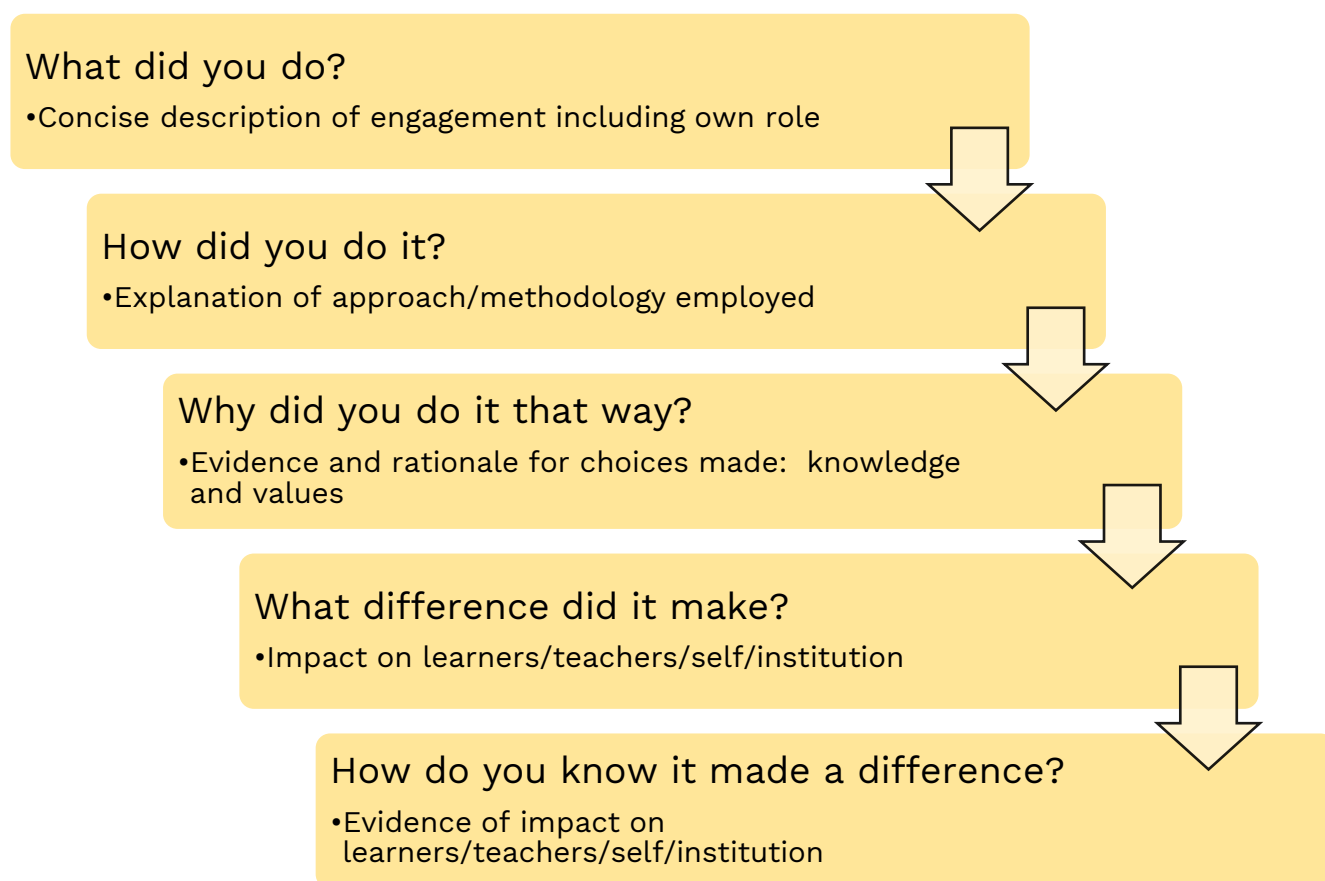 What did you do?
•Concise description of engagement including own role
How did you do it?
•Explanation of approach/methodology employed
Why did you do it that way?
•Evidence and rationale for choices made:  knowledge
and values
What difference did it make?
•Impact on learners/teachers/self/institution
How do you know it made a difference?
•Evidence of impact on
learners/teachers/self/institution